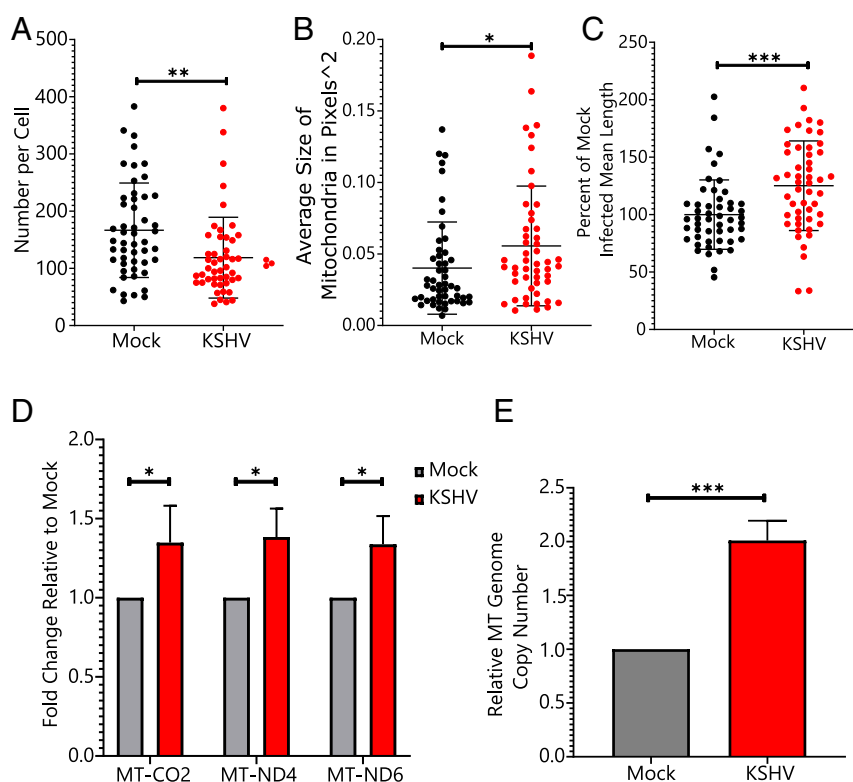 A
B
C
500
400
300
200
100
0
Number per Cell
**
Mock
KSHV
0.20
0.15
0.10
0.05
0.00
Average Size of
Mitochondria in Pixels^2
*
Mock
KSHV
250
200
150
100
50
0
Percent of Mock
Infected Mean Length
***
Mock
KSHV
D
E
2.0
1.5
1.0
0.5
0.0
Fold Change Relative to Mock
*
*
*
Mock
KSHV
MT-CO2
MT-ND4
MT-ND6
2.5
2.0
1.5
1.0
0.5
0.0
Relative MT Genome
Copy Number
***
Mock
KSHV